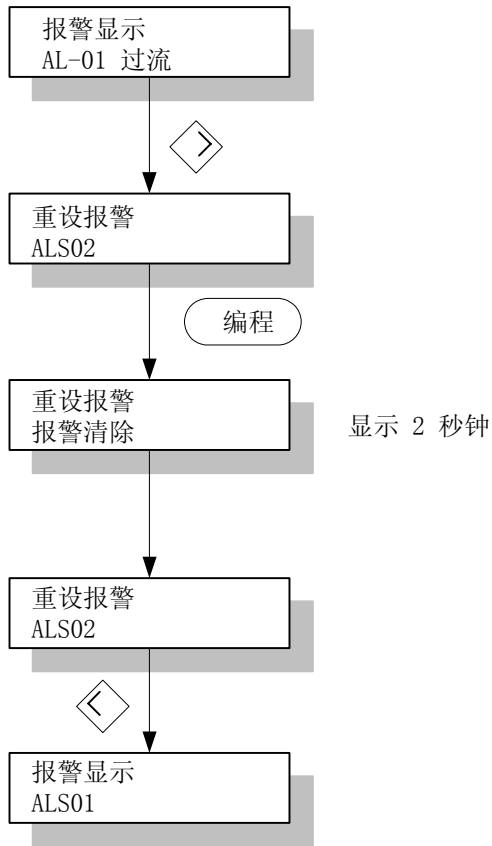 报警显示
AL-01 过流
重设报警
ALS02
编程
重设报警
报警清除
显示 2 秒钟
重设报警
ALS02
报警显示
ALS01